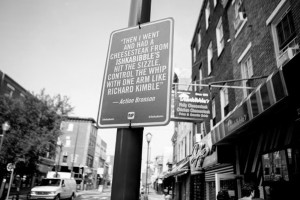 "THEN I WENT
AND HAD A
CHEESESTEAK FROM
ISHKABIBBLE'S
HIT THE SIZZLE,
CONTROL THE WHIP
WITH ONE ARM LIKE
RICHARD KIMBLE"
— Action Bronson
Ishkabibble's